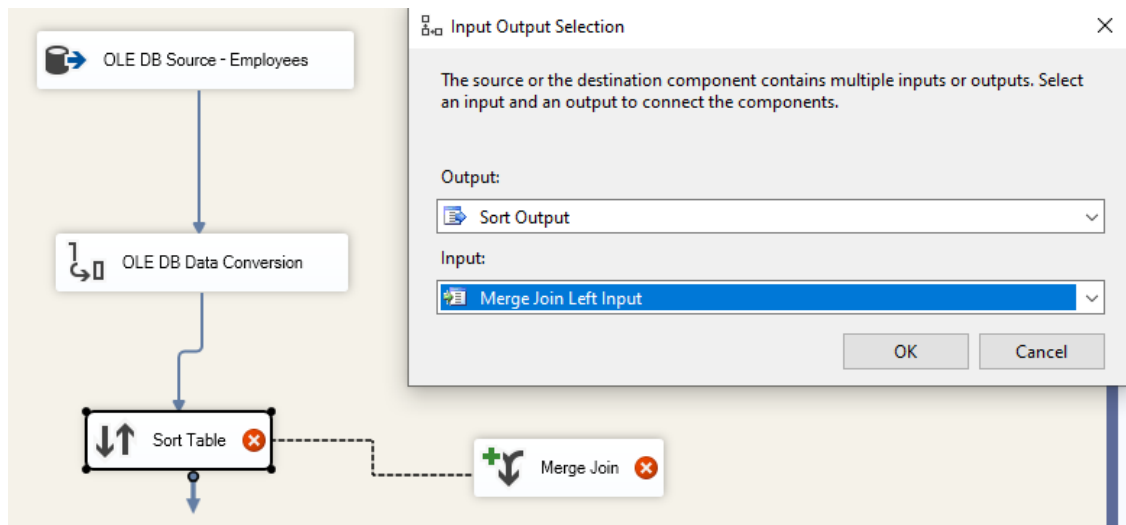 OLE DB Source - Employees
Input Output Selection
The source or the destination component contains multiple inputs or outputs. Select
an input and an output to connect the components.
Output:
Sort Output
Input:
Merge Join Left Input
OK
Cancel
OLE DB Data Conversion
Sort Table
Merge Join